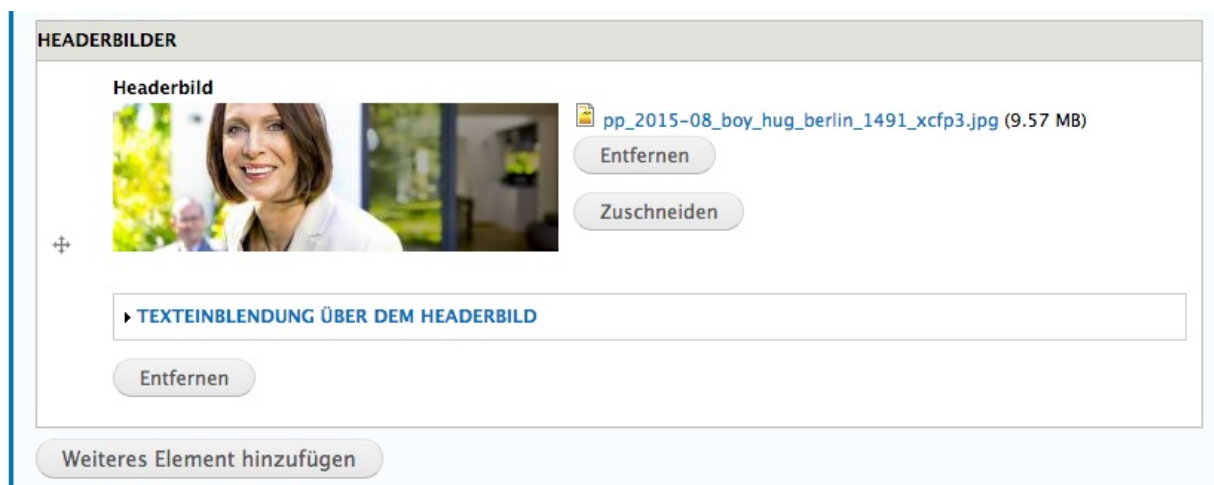 HEADERBILDER
Headerbild
pp_2015-08_boy_hug_berlin_1491_xcfp3.jpg (9.57 MB)
Entfernen
Zuschneiden
TEXTEINBLENDUNG ÜBER DEM HEADERBILD
Entfernen
Weiteres Element hinzufügen